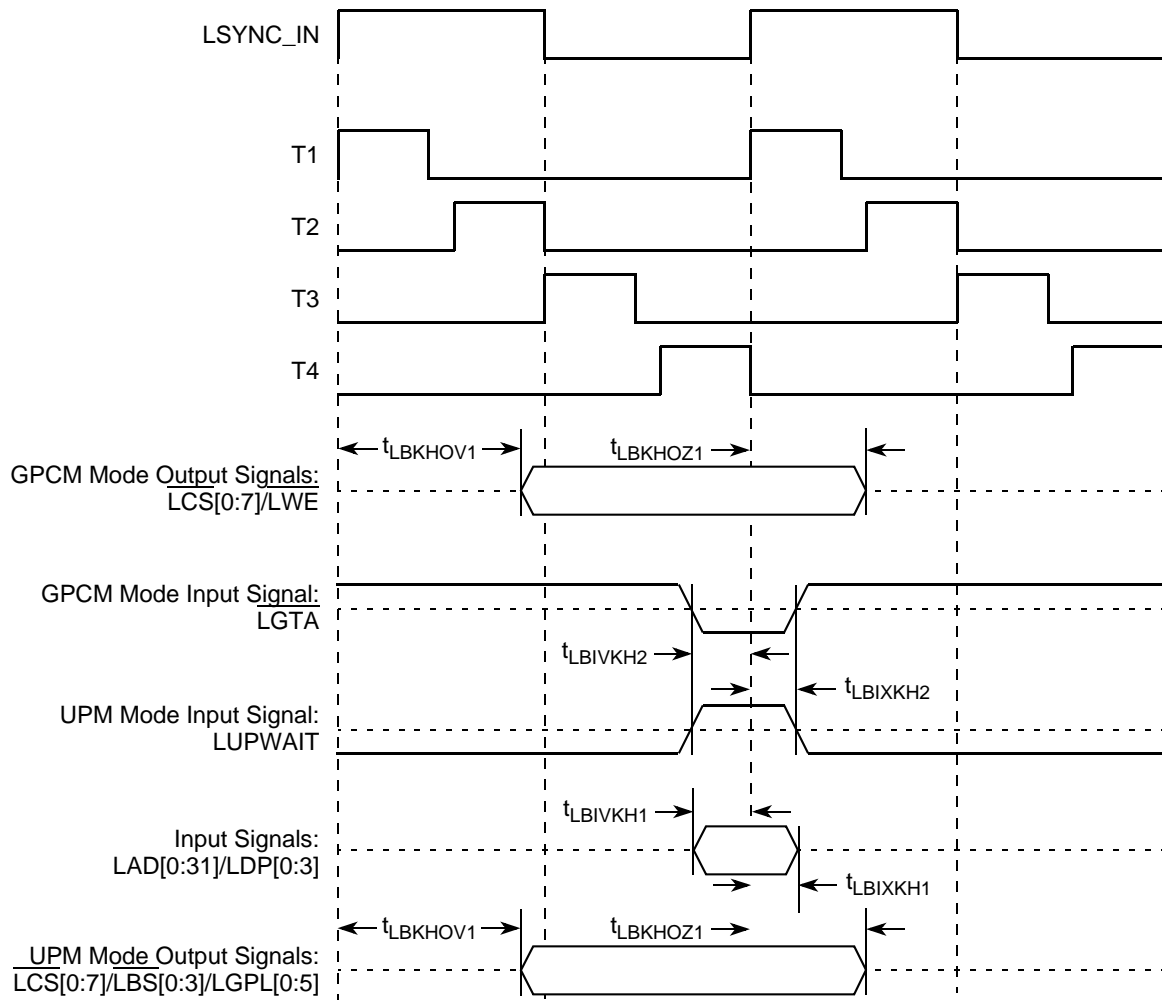 LSYNC_IN
T1
T2
T3
T4
tLBKHOV1
tLBKHOZ1
GPCM Mode Output Signals:
LCS[0:7]/LWE
GPCM Mode Input Signal:
LGTA
tLBIVKH2
tLBIXKH2
UPM Mode Input Signal:
LUPWAIT
tLBIVKH1
Input Signals:
LAD[0:31]/LDP[0:3]
tLBIXKH1
tLBKHOV1
tLBKHOZ1
UPM Mode Output Signals:
LCS[0:7]/LBS[0:3]/LGPL[0:5]